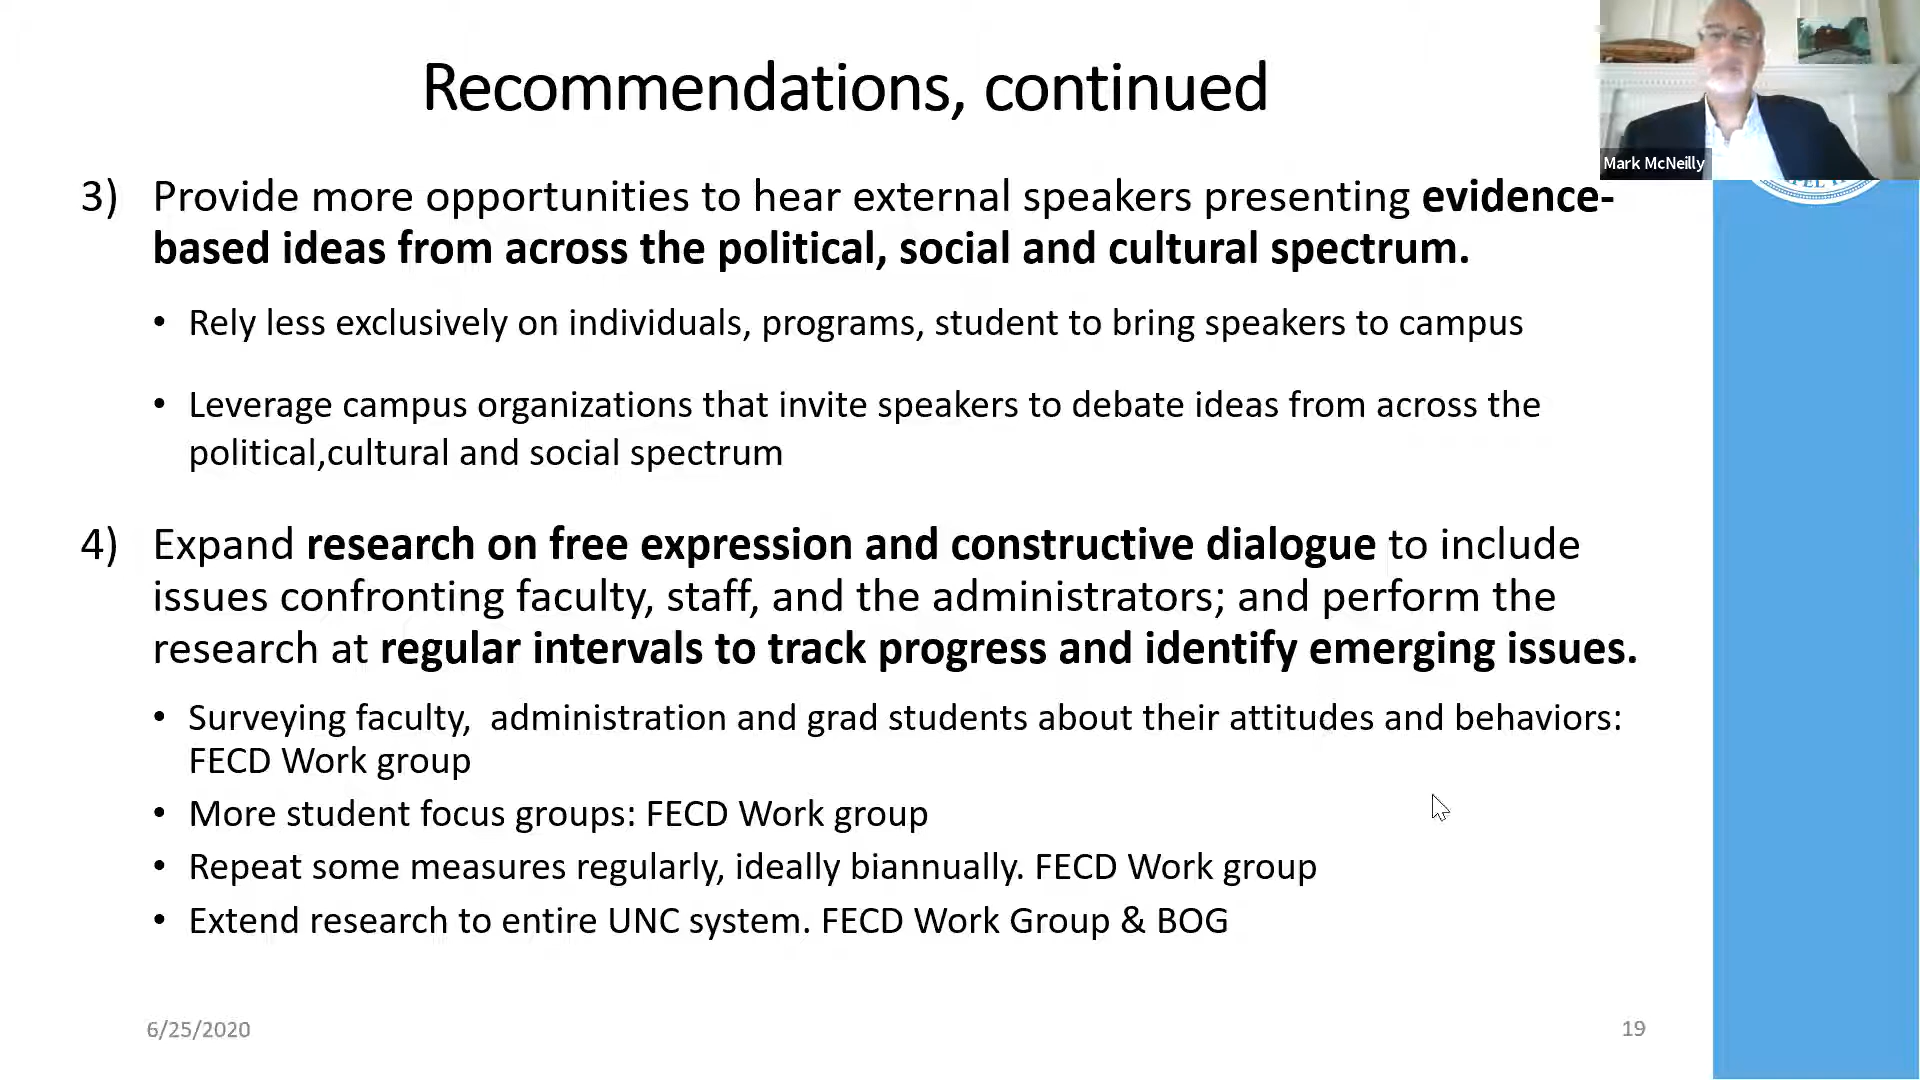 Recommendations, continued
Mark McNeilly
3) Provide more opportunities to hear external speakers presenting evidence-
based ideas from across the political, social and cultural spectrum.
• Rely less exclusively on individuals, programs, student to bring speakers to campus
• Leverage campus organizations that invite speakers to debate ideas from across the
political,cultural and social spectrum
4) Expand research on free expression and constructive dialogue to include
issues confronting faculty, staff, and the administrators; and perform the
research at regular intervals to track progress and identify emerging issues.
• Surveying faculty,  administration and grad students about their attitudes and behaviors:
FECD Work group
• More student focus groups: FECD Work group
• Repeat some measures regularly, ideally biannually. FECD Work group
• Extend research to entire UNC system. FECD Work Group & BOG
6/25/2020
19